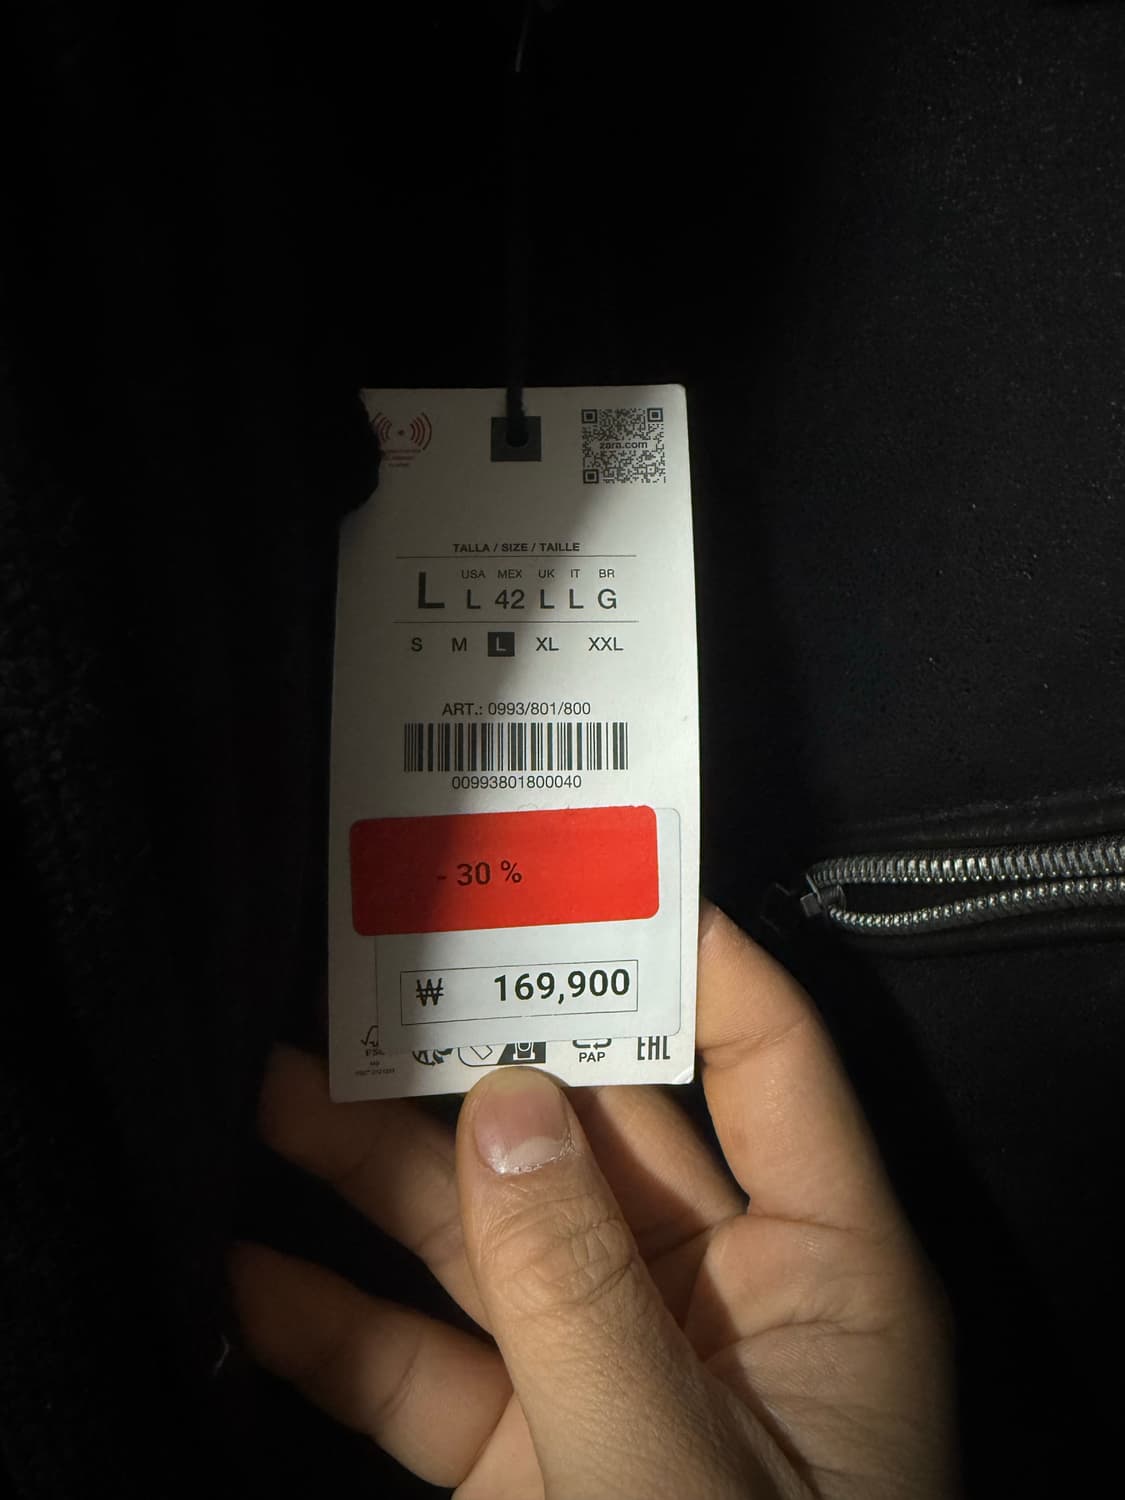 zara.com
TALLA / SIZE / TAILLE
USA MEX UK IT BR
L L 42 L L G
S M L XL XXL
ART.: 0993/801/800
00993801800040
- 30 %
₩ 169,900
PAP
EAC